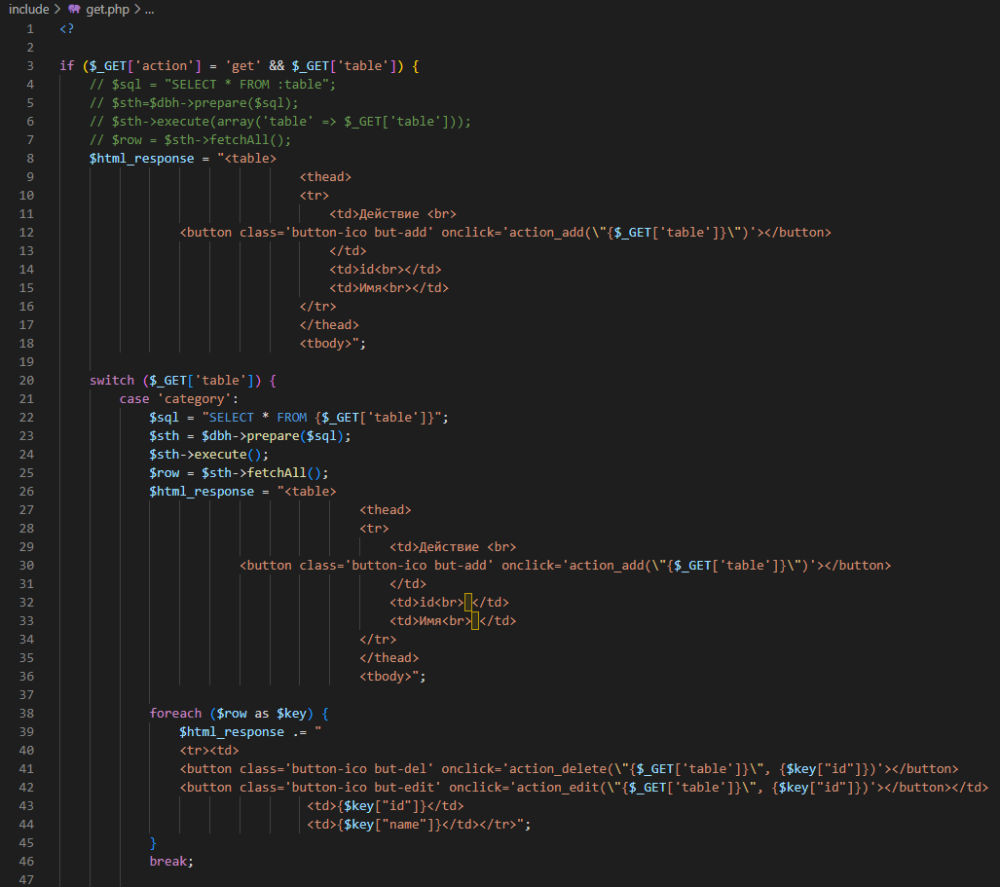 include > get.php > ...
1 <?
2
3 if ($_GET['action'] = 'get' && $_GET['table']) {
4 // $sql = "SELECT * FROM :table";
5 // $sth=$dbh->prepare($sql);
6 // $sth->execute(array('table' => $_GET['table']));
7 // $row = $sth->fetchAll();
8 $html_response = "<table>
9 <thead>
10 <tr>
11 <td>Действие <br>
12 <button class='button-ico but-add' onclick='action_add(\"{$_GET['table']}\")'></button>
13 </td>
14 <td>id<br></td>
15 <td>Имя<br></td>
16 </tr>
17 </thead>
18 <tbody>";
19
20 switch ($_GET['table']) {
21 case 'category':
22 $sql = "SELECT * FROM {$_GET['table']}";
23 $sth = $dbh->prepare($sql);
24 $sth->execute();
25 $row = $sth->fetchAll();
26 $html_response = "<table>
27 <thead>
28 <tr>
29 <td>Действие <br>
30 <button class='button-ico but-add' onclick='action_add(\"{$_GET['table']}\")'></button>
31 </td>
32 <td>id<br> </td>
33 <td>Имя<br> </td>
34 </tr>
35 </thead>
36 <tbody>";
37
38 foreach ($row as $key) {
39 $html_response .= "
40 <tr><td>
41 <button class='button-ico but-del' onclick='action_delete(\"{$_GET['table']}\", {$key["id"]})'></button>
42 <button class='button-ico but-edit' onclick='action_edit(\"{$_GET['table']}\", {$key["id"]})'></button></td>
43 <td>{$key["id"]}</td>
44 <td>{$key["name"]}</td></tr>";
45 }
46 break;
47